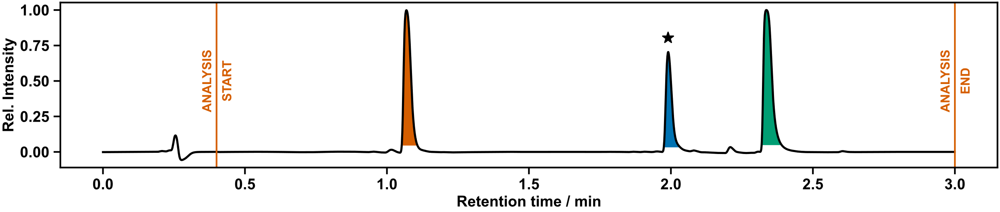 1.00
0.75
0.50
0.25
0.00
Rel. Intensity
ANALYSIS
START
ANALYSIS
END
0.0 0.5 1.0 1.5 2.0 2.5 3.0
Retention time / min